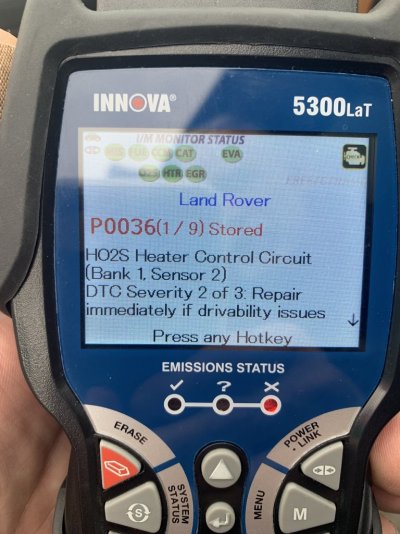 INNOVA®
5300LaT
I/M MONITOR STATUS
MIS FUE CCM CAT EVA
O2S HTR EGR
Land Rover
P0036(1 / 9) Stored
HO2S Heater Control Circuit
(Bank 1, Sensor 2)
DTC Severity 2 of 3: Repair
immediately if drivability issues
Press any Hotkey
EMISSIONS STATUS
?
ERASE
POWER
LINK
SYSTEM
STATUS
MENU
S
M